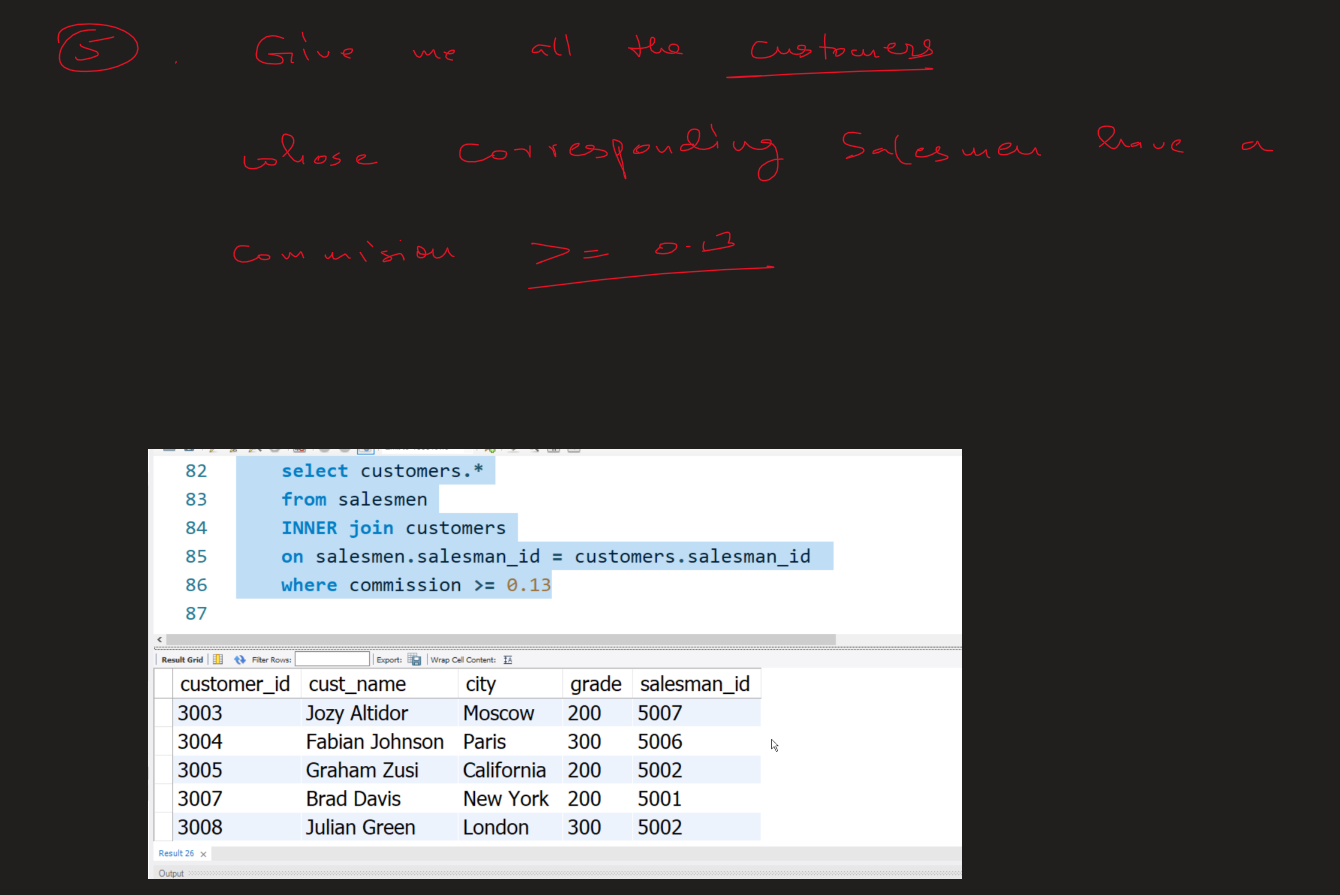 5. Give me all the customers
whose corresponding Salesmen have a
commision >= 0.13
82 select customers.*
83 from salesmen
84 INNER join customers
85 on salesmen.salesman_id = customers.salesman_id
86 where commission >= 0.13
87
Result Grid Filter Rows: Export: Wrap Cell Content:
customer_id cust_name city grade salesman_id
3003 Jozy Altidor Moscow 200 5007
3004 Fabian Johnson Paris 300 5006
3005 Graham Zusi California 200 5002
3007 Brad Davis New York 200 5001
3008 Julian Green London 300 5002
Result 26 x
Output